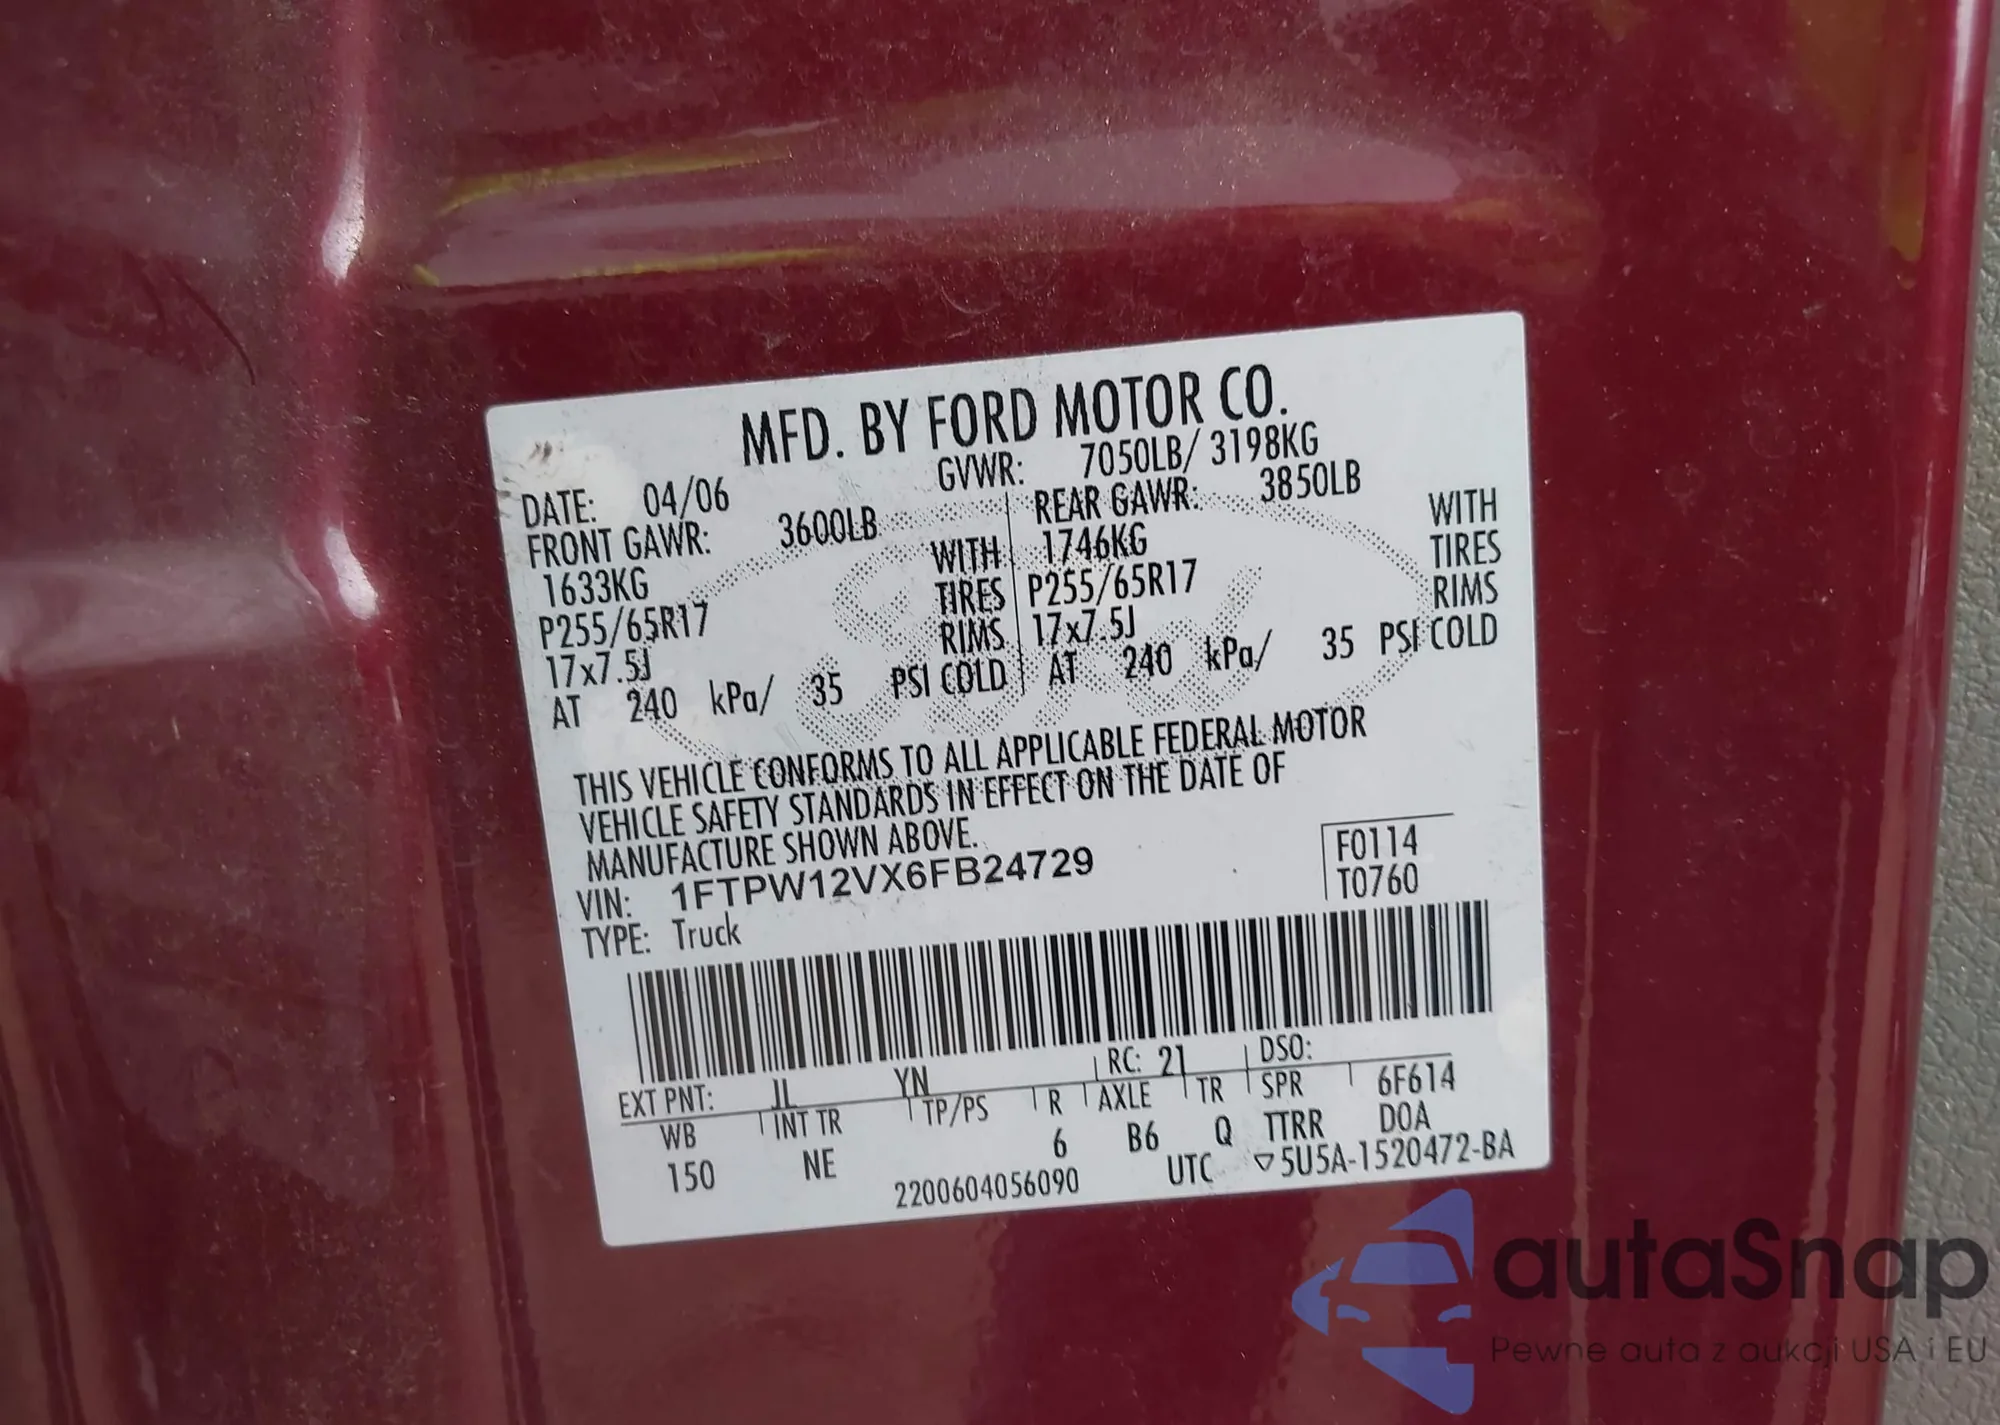 MFD. BY FORD MOTOR CO.
DATE: 04/06 GVWR: 7050LB/ 3198KG
FRONT GAWR: 3600LB REAR GAWR: 3850LB
1633KG WITH 1746KG WITH
P255/65R17 TIRES P255/65R17 TIRES
17x7.5J RIMS 17x7.5J RIMS
AT 240 kPa/ 35 PSI COLD AT 240 kPa/ 35 PSI COLD
THIS VEHICLE CONFORMS TO ALL APPLICABLE FEDERAL MOTOR
VEHICLE SAFETY STANDARDS IN EFFECT ON THE DATE OF
MANUFACTURE SHOWN ABOVE.
VIN: 1FTPW12VX6FB24729 F0114
TYPE: Truck T0760
EXT PNT: JL YN RC: 21 DSO:
WB INT TR TP/PS R AXLE TR SPR 6F614
150 NE 6 B6 Q TTRR DOA
2200604056090 UTC ▽5U5A-1520472-BA
autaSnap
Pewne auta z aukcji USA i EU